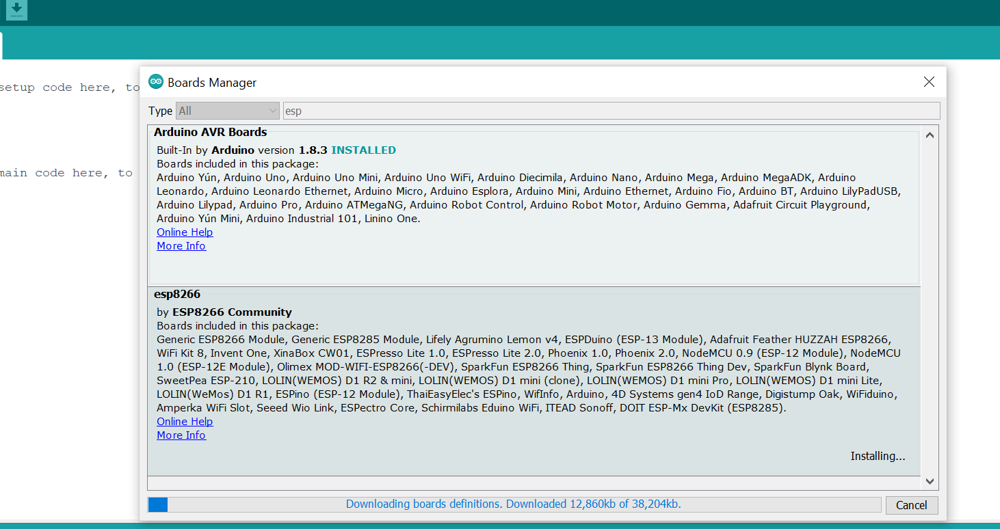 setup code here, to
main code here, to
Boards Manager
Type All esp
Arduino AVR Boards
Built-In by Arduino version 1.8.3 INSTALLED
Boards included in this package:
Arduino Yún, Arduino Uno, Arduino Uno Mini, Arduino Uno WiFi, Arduino Diecimila, Arduino Nano, Arduino Mega, Arduino MegaADK, Arduino
Leonardo, Arduino Leonardo Ethernet, Arduino Micro, Arduino Esplora, Arduino Mini, Arduino Ethernet, Arduino Fio, Arduino BT, Arduino LilyPadUSB,
Arduino Lilypad, Arduino Pro, Arduino ATMegaNG, Arduino Robot Control, Arduino Robot Motor, Arduino Gemma, Adafruit Circuit Playground,
Arduino Yún Mini, Arduino Industrial 101, Linino One.
Online Help
More Info
esp8266
by ESP8266 Community
Boards included in this package:
Generic ESP8266 Module, Generic ESP8285 Module, Lifely Agrumino Lemon v4, ESPDuino (ESP-13 Module), Adafruit Feather HUZZAH ESP8266,
WiFi Kit 8, Invent One, XinaBox CW01, ESPresso Lite 1.0, ESPresso Lite 2.0, Phoenix 1.0, Phoenix 2.0, NodeMCU 0.9 (ESP-12 Module), NodeMCU
1.0 (ESP-12E Module), Olimex MOD-WIFI-ESP8266(-DEV), SparkFun ESP8266 Thing, SparkFun ESP8266 Thing Dev, SparkFun Blynk Board,
SweetPea ESP-210, LOLIN(WEMOS) D1 R2 & mini, LOLIN(WEMOS) D1 mini (clone), LOLIN(WEMOS) D1 mini Pro, LOLIN(WEMOS) D1 mini Lite,
LOLIN(WeMos) D1 R1, ESPino (ESP-12 Module), ThaiEasyElec's ESPino, WifInfo, Arduino, 4D Systems gen4 IoD Range, Digistump Oak, WiFiduino,
Amperka WiFi Slot, Seeed Wio Link, ESPectro Core, Schirmilabs Eduino WiFi, ITEAD Sonoff, DOIT ESP-Mx DevKit (ESP8285).
Online Help
More Info
Installing...
Downloading boards definitions. Downloaded 12,860kb of 38,204kb.
Cancel